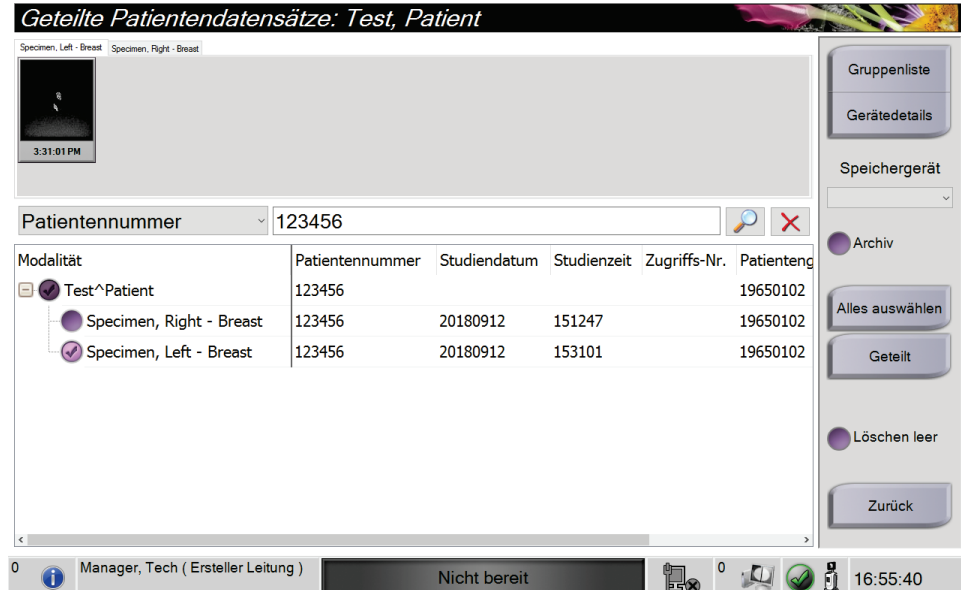 Geteilte Patientendatensätze: Test, Patient
Specimen, Left - Breast Specimen, Right - Breast
3:31:01 PM
Gruppenliste
Gerätedetails
Speichergerät
Archiv
Alles auswählen
Geteilt
Löschen leer
Zurück
Patientennummer 123456
Modalität Patientennummer Studiendatum Studienzeit Zugriffs-Nr. Patienteng
Test^Patient 123456 19650102
Specimen, Right - Breast 123456 20180912 151247 19650102
Specimen, Left - Breast 123456 20180912 153101 19650102
0 Manager, Tech ( Ersteller Leitung ) Nicht bereit 0 16:55:40